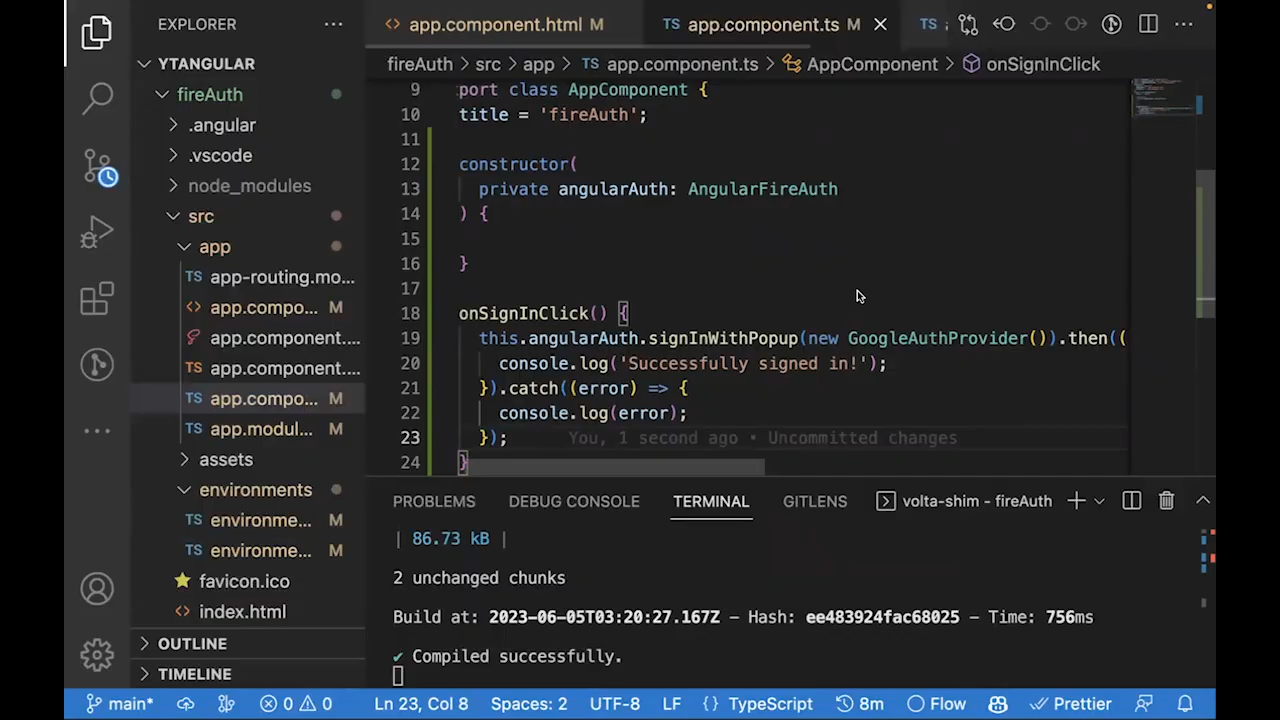 EXPLORER
YTANGULAR
fireAuth
.angular
.vscode
node_modules
src
app
app-routing.mo...
app.compo... M
app.component....
app.component....
app.compo... M
app.modul... M
assets
environments
environme... M
environme... M
favicon.ico
index.html
OUTLINE
TIMELINE
app.component.html M
TS app.component.ts M
TS
fireAuth > src > app > TS app.component.ts > AppComponent > onSignInClick
9 port class AppComponent {
10 title = 'fireAuth';
11
12 constructor(
13 private angularAuth: AngularFireAuth
14 ) {
15
16 }
17
18 onSignInClick() {
19 this.angularAuth.signInWithPopup(new GoogleAuthProvider()).then((
20 console.log('Successfully signed in!');
21 }).catch((error) => {
22 console.log(error);
23 }); You, 1 second ago • Uncommitted changes
24 }
PROBLEMS DEBUG CONSOLE TERMINAL GITLENS volta-shim - fireAuth
| 86.73 kB |
2 unchanged chunks
Build at: 2023-06-05T03:20:27.167Z - Hash: ee483924fac68025 - Time: 756ms
✔ Compiled successfully.
main* 0 0 Ln 23, Col 8 Spaces: 2 UTF-8 LF {} TypeScript 8m Flow Prettier